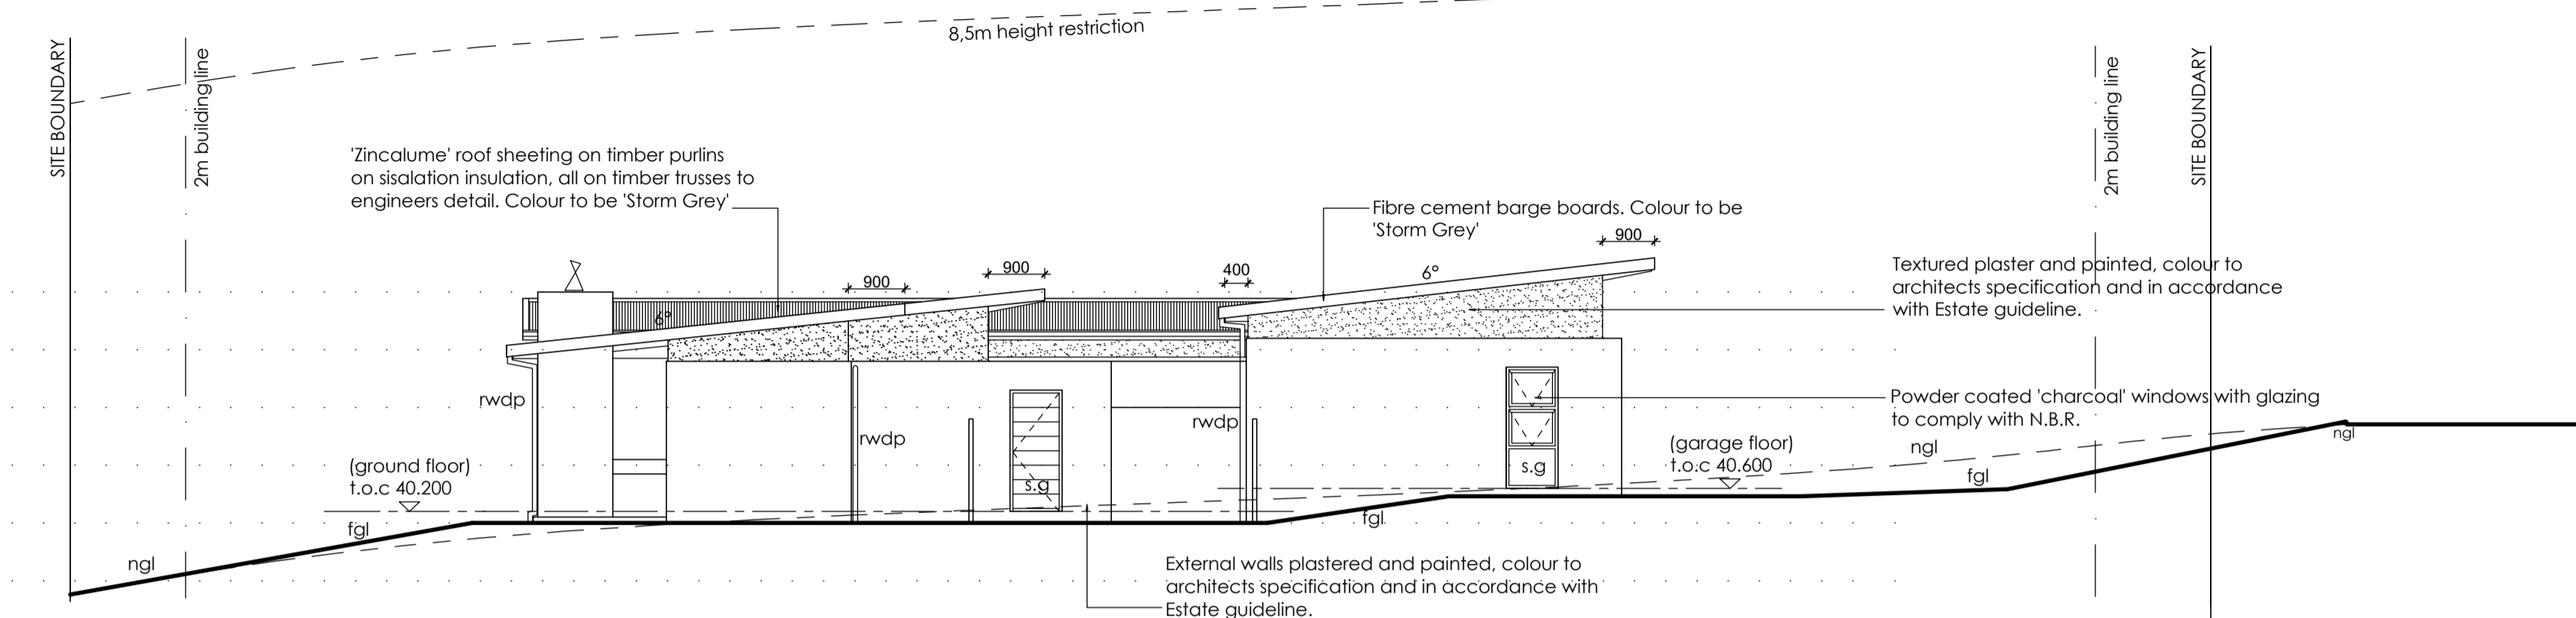 8,5m height restriction
SITE BOUNDARY
2m building line
2m building line
SITE BOUNDARY
'Zincalume' roof sheeting on timber purlins
on sisalation insulation, all on timber trusses to
engineers detail. Colour to be 'Storm Grey'
Fibre cement barge boards. Colour to be
'Storm Grey'
900
900
900
400
6°
6°
Textured plaster and painted, colour to
architects specification and in accordance
with Estate guideline.
Powder coated 'charcoal' windows with glazing
to comply with N.B.R.
rwdp
rwdp
rwdp
(ground floor)
t.o.c 40.200
(garage floor)
t.o.c 40.600
s.g
s.g
ngl
ngl
fgl
fgl
fgl
ngl
External walls plastered and painted, colour to
architects specification and in accordance with
Estate guideline.